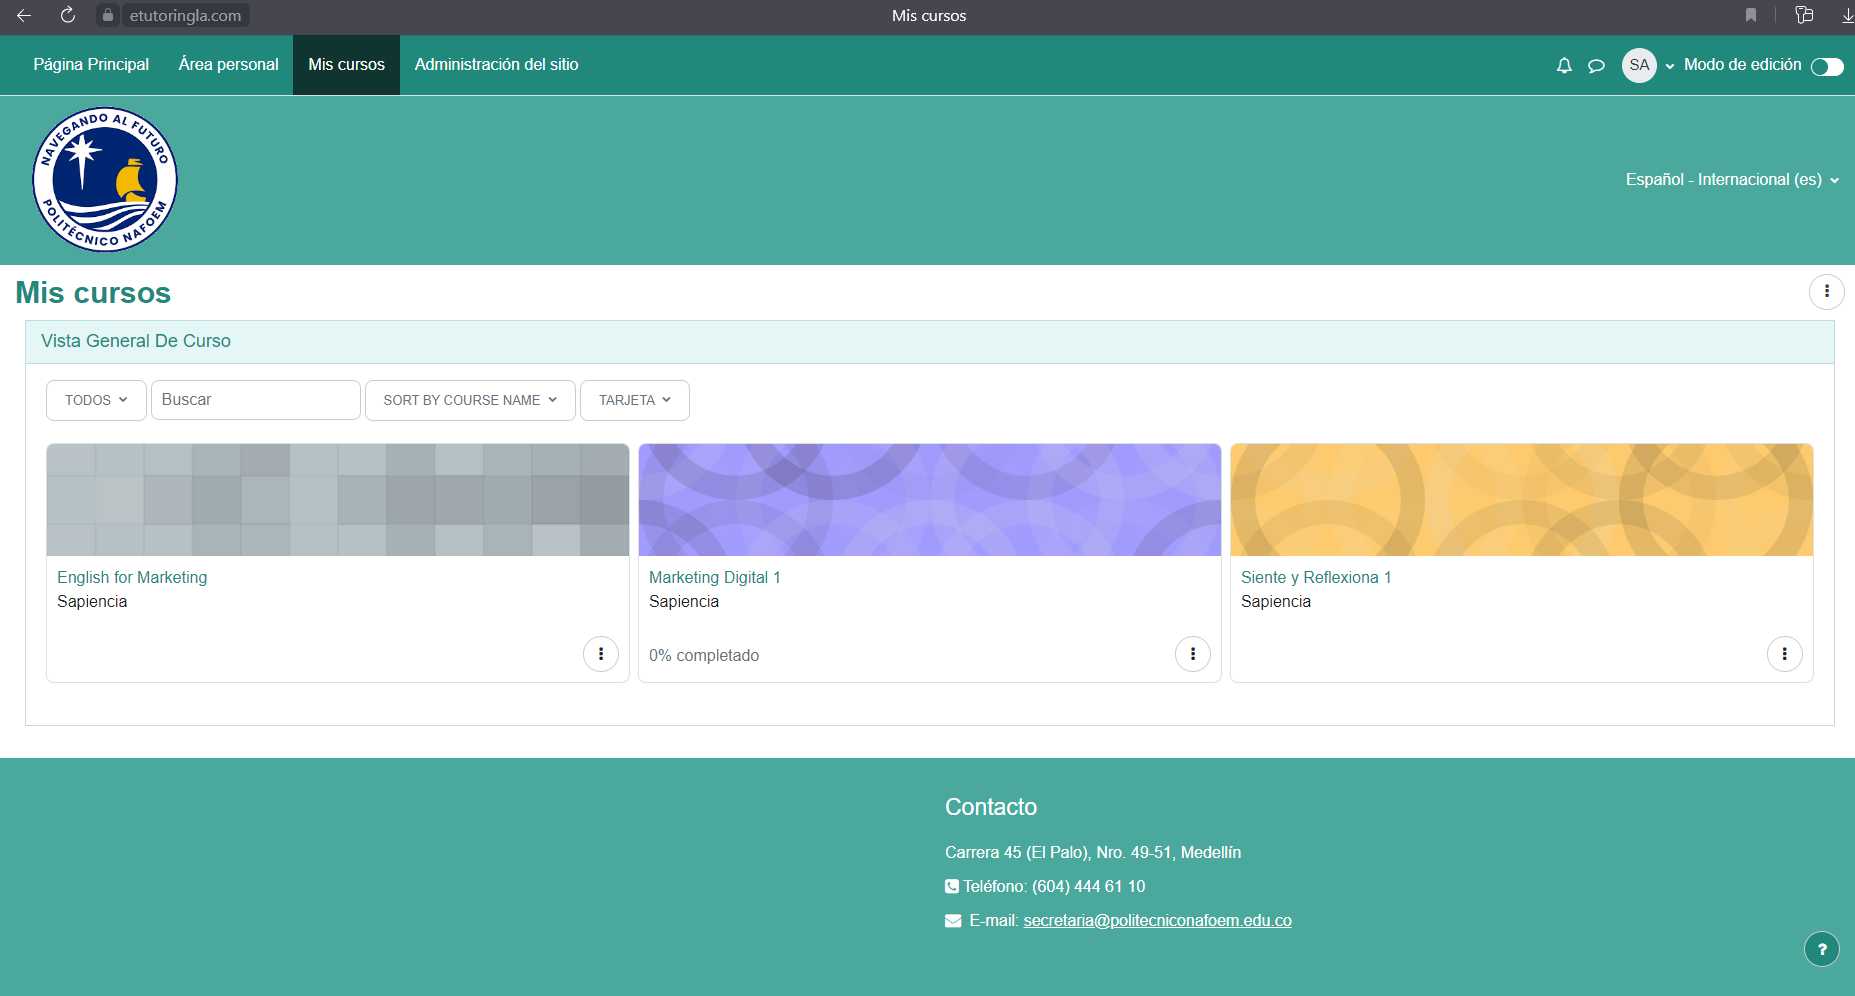 etutoringla.com
Mis cursos
Página Principal
Área personal
Mis cursos
Administración del sitio
SA
Modo de edición
NAVEGANDO AL FUTURO
POLITÉCNICO NAFOEM
Español - Internacional (es)
Mis cursos
Vista General De Curso
TODOS
Buscar
SORT BY COURSE NAME
TARJETA
English for Marketing
Sapiencia
Marketing Digital 1
Sapiencia
0% completado
Siente y Reflexiona 1
Sapiencia
Contacto
Carrera 45 (El Palo), Nro. 49-51, Medellín
Teléfono: (604) 444 61 10
E-mail: secretaria@politecniconafoem.edu.co
?